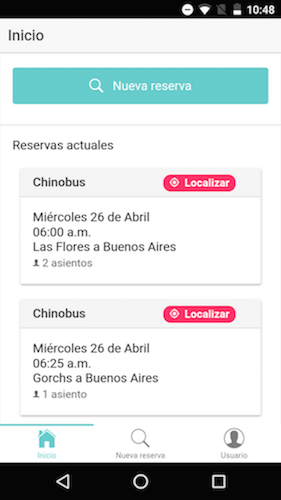 10:48
Inicio
Nueva reserva
Reservas actuales
Chinobus
Localizar
Miércoles 26 de Abril
06:00 a.m.
Las Flores a Buenos Aires
2 asientos
Chinobus
Localizar
Miércoles 26 de Abril
06:25 a.m.
Gorchs a Buenos Aires
1 asiento
Inicio
Nueva reserva
Usuario